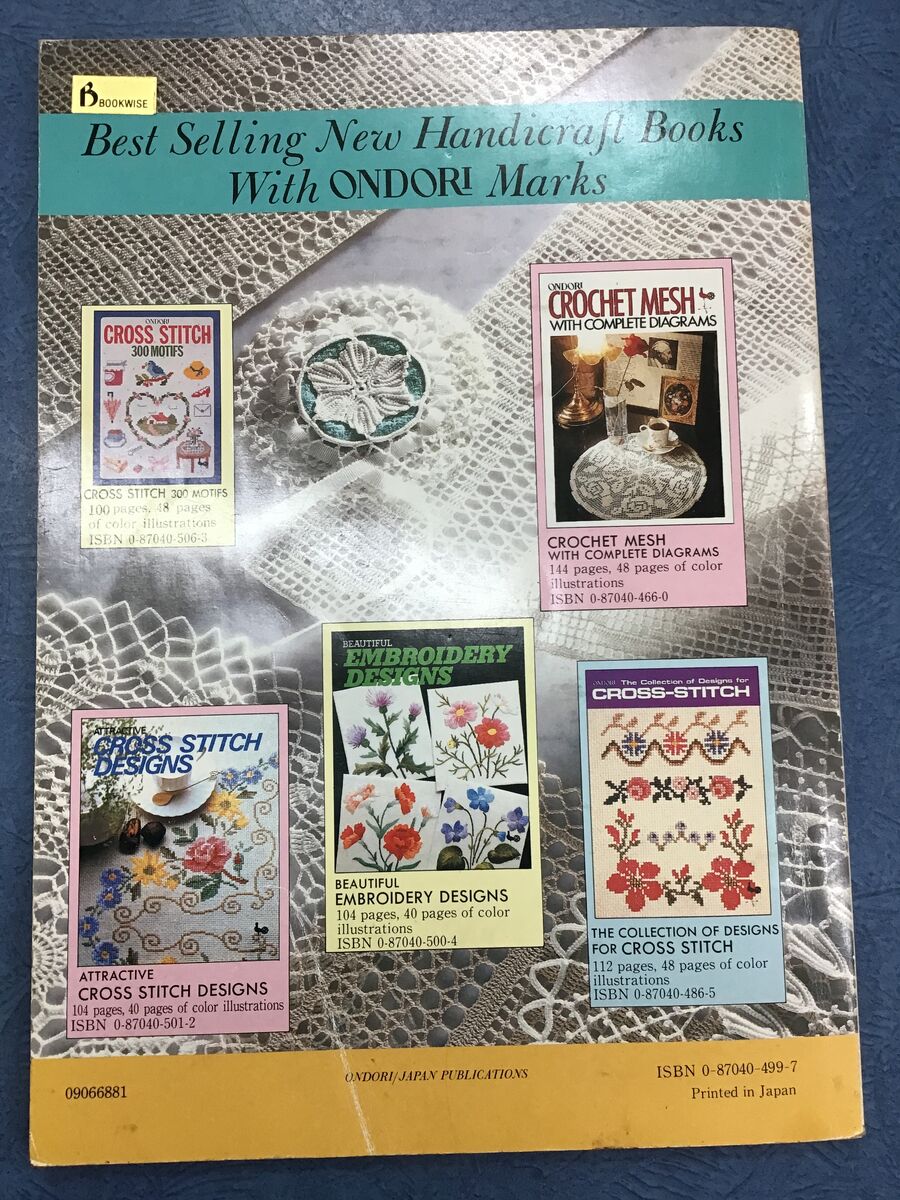 B BOOKWISE
Best Selling New Handicraft Books
With ONDORI Marks
ONDORI
CROSS STITCH
300 MOTIFS
CROSS STITCH 300 MOTIFS
100 pages, 48 pages
of color illustrations
ISBN 0-87040-506-3
ONDORI
CROCHET MESH
WITH COMPLETE DIAGRAMS
CROCHET MESH
WITH COMPLETE DIAGRAMS
144 pages, 48 pages of color
illustrations
ISBN 0-87040-466-0
BEAUTIFUL
EMBROIDERY
DESIGNS
BEAUTIFUL
EMBROIDERY DESIGNS
104 pages, 40 pages of color
illustrations
ISBN 0-87040-500-4
ONDORI The Collection of Designs for
CROSS-STITCH
THE COLLECTION OF DESIGNS
FOR CROSS STITCH
112 pages, 48 pages of color
illustrations
ISBN 0-87040-486-5
ATTRACTIVE
CROSS STITCH
DESIGNS
ATTRACTIVE
CROSS STITCH DESIGNS
104 pages, 40 pages of color illustrations
ISBN 0-87040-501-2
09066881
ONDORI/JAPAN PUBLICATIONS
ISBN 0-87040-499-7
Printed in Japan